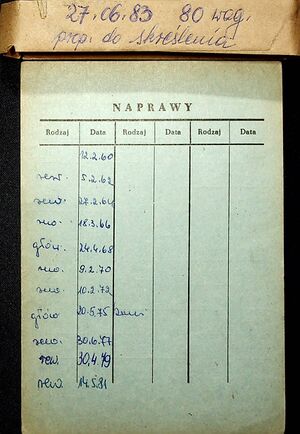 27.06.83 80 wag.
prop. do skreślenia
NAPRAWY
Rodzaj Data Rodzaj Data Rodzaj Data
12.2.60
rew. 5.2.62
rew. 27.2.64
rew. 18.3.66
głów. 24.4.68
rew. 9.2.70
rew. 10.2.72
głów 20.5.75
rew. 30.6.77
rew. 30.4.79
rew. 14.5.81